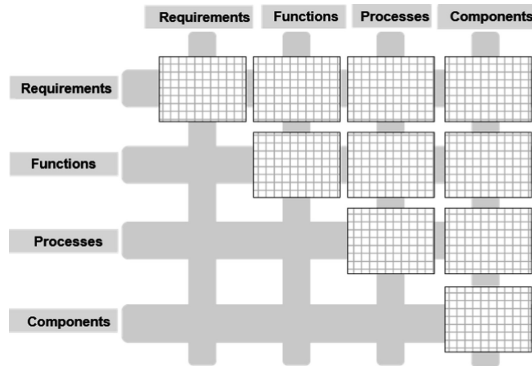 Requirements Functions Processes Components
Requirements
Functions
Processes
Components